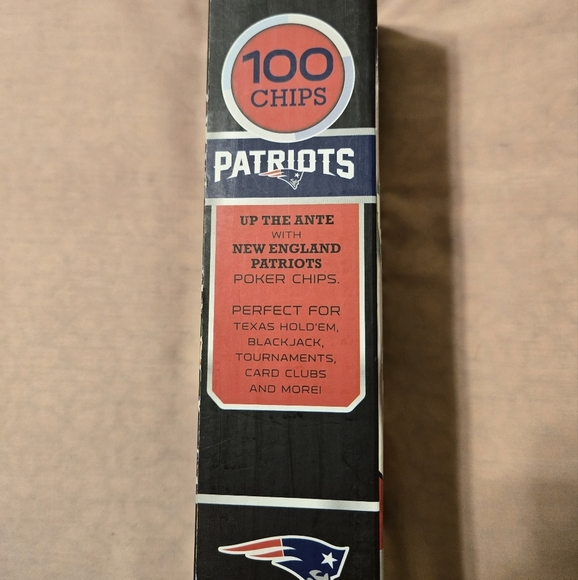 100
CHIPS
PATRIOTS
UP THE ANTE
WITH
NEW ENGLAND
PATRIOTS
POKER CHIPS.
PERFECT FOR
TEXAS HOLD'EM,
BLACKJACK,
TOURNAMENTS,
CARD CLUBS
AND MORE!